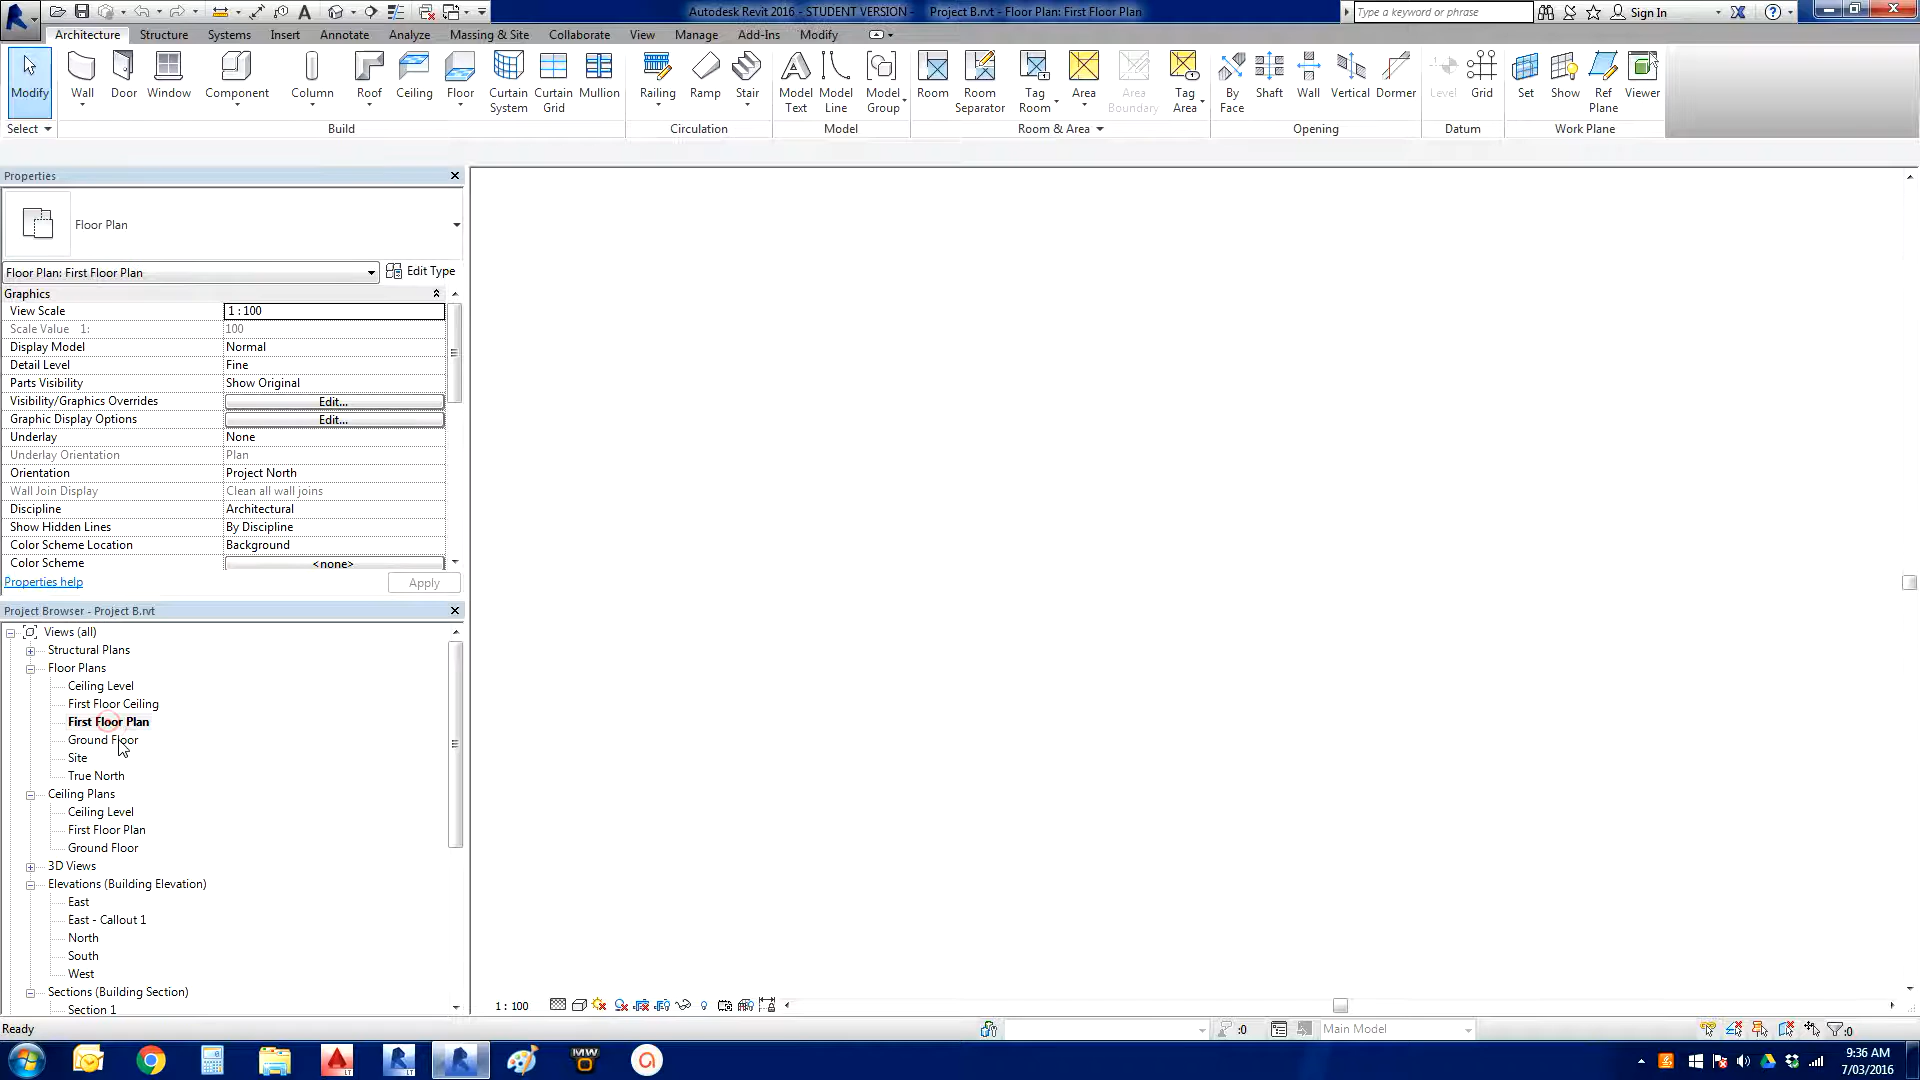 Autodesk Revit 2016 - STUDENT VERSION - Project B.rvt - Floor Plan: First Floor Plan
Type a keyword or phrase
Sign In
Architecture Structure Systems Insert Annotate Analyze Massing & Site Collaborate View Manage Add-Ins Modify
Modify Wall Door Window Component Column Roof Ceiling Floor Curtain System Curtain Grid Mullion Railing Ramp Stair Model Text Model Line Model Group Room Room Separator Tag Room Area Area Boundary Tag Area By Face Shaft Wall Vertical Dormer Level Grid Set Show Ref Plane Viewer
Select Build Circulation Model Room & Area Opening Datum Work Plane
Properties
Floor Plan
Floor Plan: First Floor Plan Edit Type
Graphics
View Scale 1 : 100
Scale Value 1: 100
Display Model Normal
Detail Level Fine
Parts Visibility Show Original
Visibility/Graphics Overrides Edit...
Graphic Display Options Edit...
Underlay None
Underlay Orientation Plan
Orientation Project North
Wall Join Display Clean all wall joins
Discipline Architectural
Show Hidden Lines By Discipline
Color Scheme Location Background
Color Scheme <none>
Properties help Apply
Project Browser - Project B.rvt
Views (all)
Structural Plans
Floor Plans
Ceiling Level
First Floor Ceiling
First Floor Plan
Ground Floor
Site
True North
Ceiling Plans
Ceiling Level
First Floor Plan
Ground Floor
3D Views
Elevations (Building Elevation)
East
East - Callout 1
North
South
West
Sections (Building Section)
Section 1
1 : 100
Ready
:0
Main Model
:0
LT
LT
MW
9:36 AM
7/03/2016